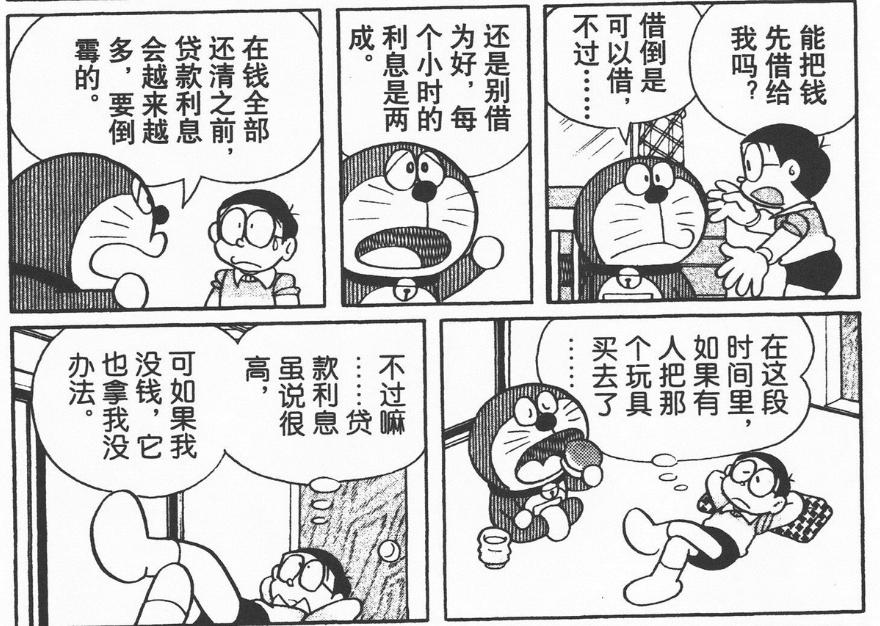 能把钱
先借给
我吗？
借倒是
可以借，
不过……
还是别借
为好，每
个小时的
利息是两
成。
在钱全部
还清之前，
贷款利息
会越来越
多，要倒
霉的。
在这段
时间里，
如果有
人把那
个玩具
买去了
……
不过嘛
……贷
款利息
虽说很
高，
可如果我
没钱，它
也拿我没
办法。